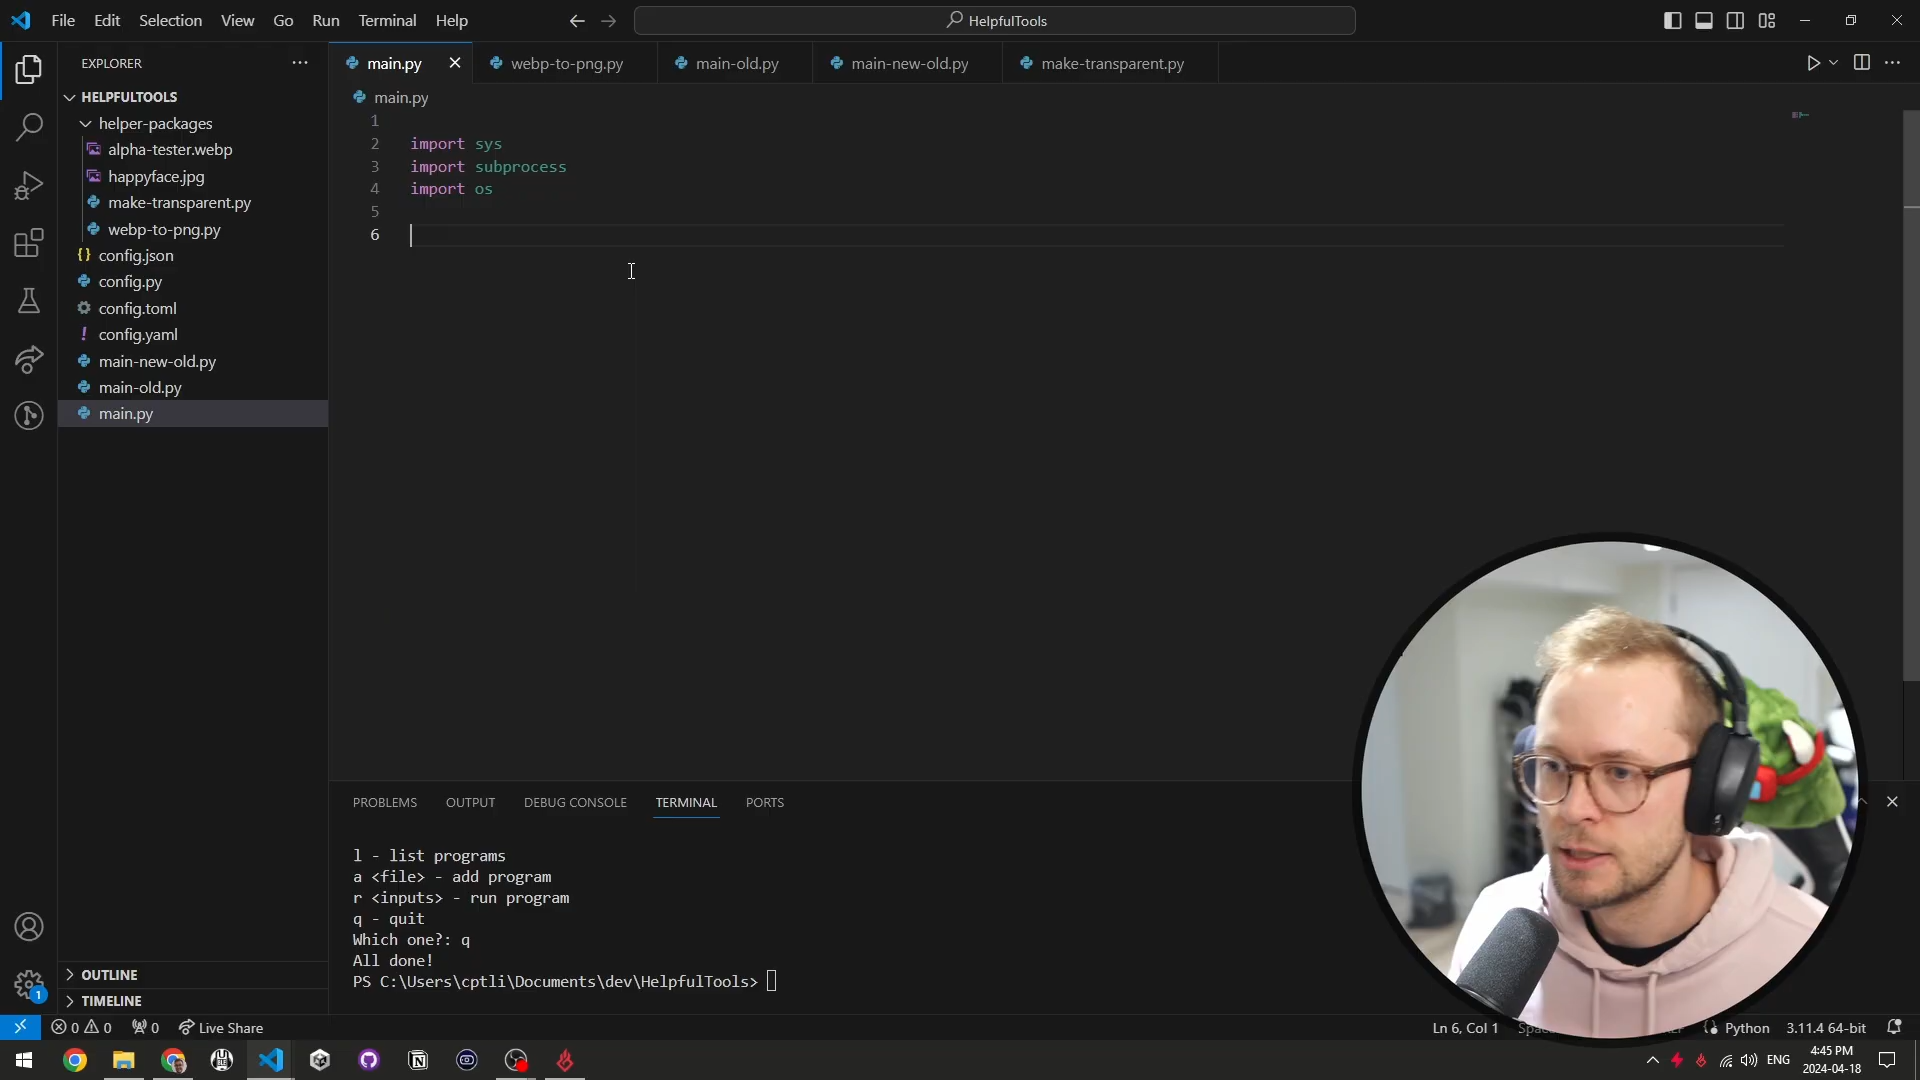 File Edit Selection View Go Run Terminal Help
HelpfulTools
EXPLORER
main.py
webp-to-png.py
main-old.py
main-new-old.py
make-transparent.py
HELPFULTOOLS
main.py
helper-packages
alpha-tester.webp
happyface.jpg
make-transparent.py
webp-to-png.py
{} config.json
config.py
config.toml
! config.yaml
main-new-old.py
main-old.py
main.py
OUTLINE
TIMELINE
1
2 import sys
3 import subprocess
4 import os
5
6
PROBLEMS OUTPUT DEBUG CONSOLE TERMINAL PORTS
l - list programs
a <file> - add program
r <inputs> - run program
q - quit
Which one?: q
All done!
PS C:\Users\cptli\Documents\dev\HelpfulTools>
1
0 0 0 Live Share
Ln 6, Col 1
Python 3.11.4 64-bit
ENG
4:45 PM
2024-04-18